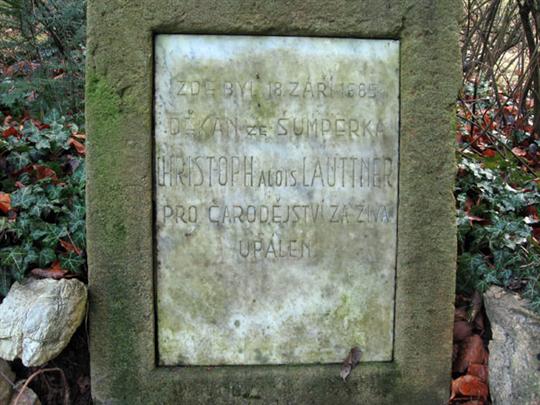 ZDE BYL 18. ZÁŘÍ 1685
DĚKAN ZE ŠUMPERKA
CHRISTOPH ALOIS LAUTTNER
PRO ČARODĚJSTVÍ ZA ŽIVA
UPÁLEN